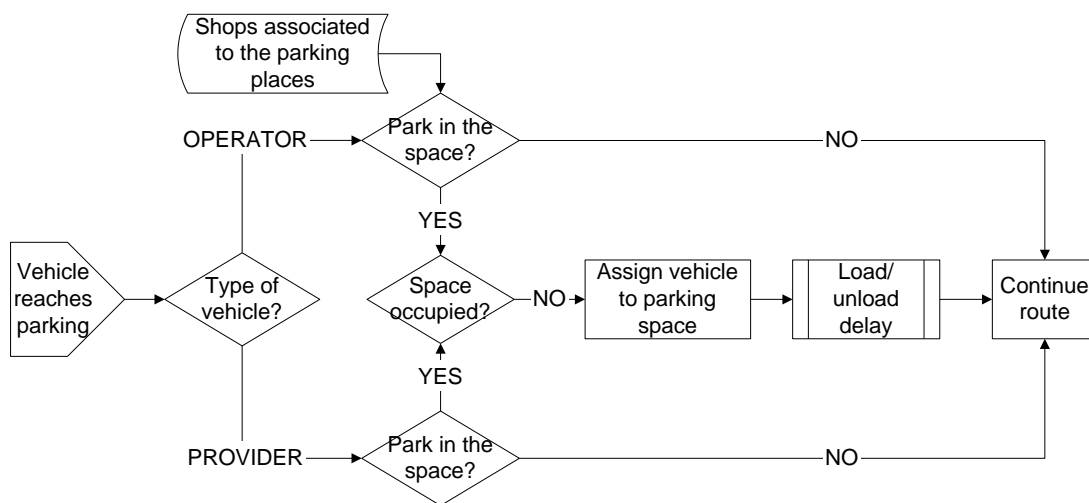 Shops associated
to the parking
places
OPERATOR
Park in the
space?
NO
YES
Vehicle
reaches
parking
Type of
vehicle?
Space
occupied?
NO
Assign vehicle
to parking
space
Load/
unload
delay
Continue
route
YES
PROVIDER
Park in the
space?
NO